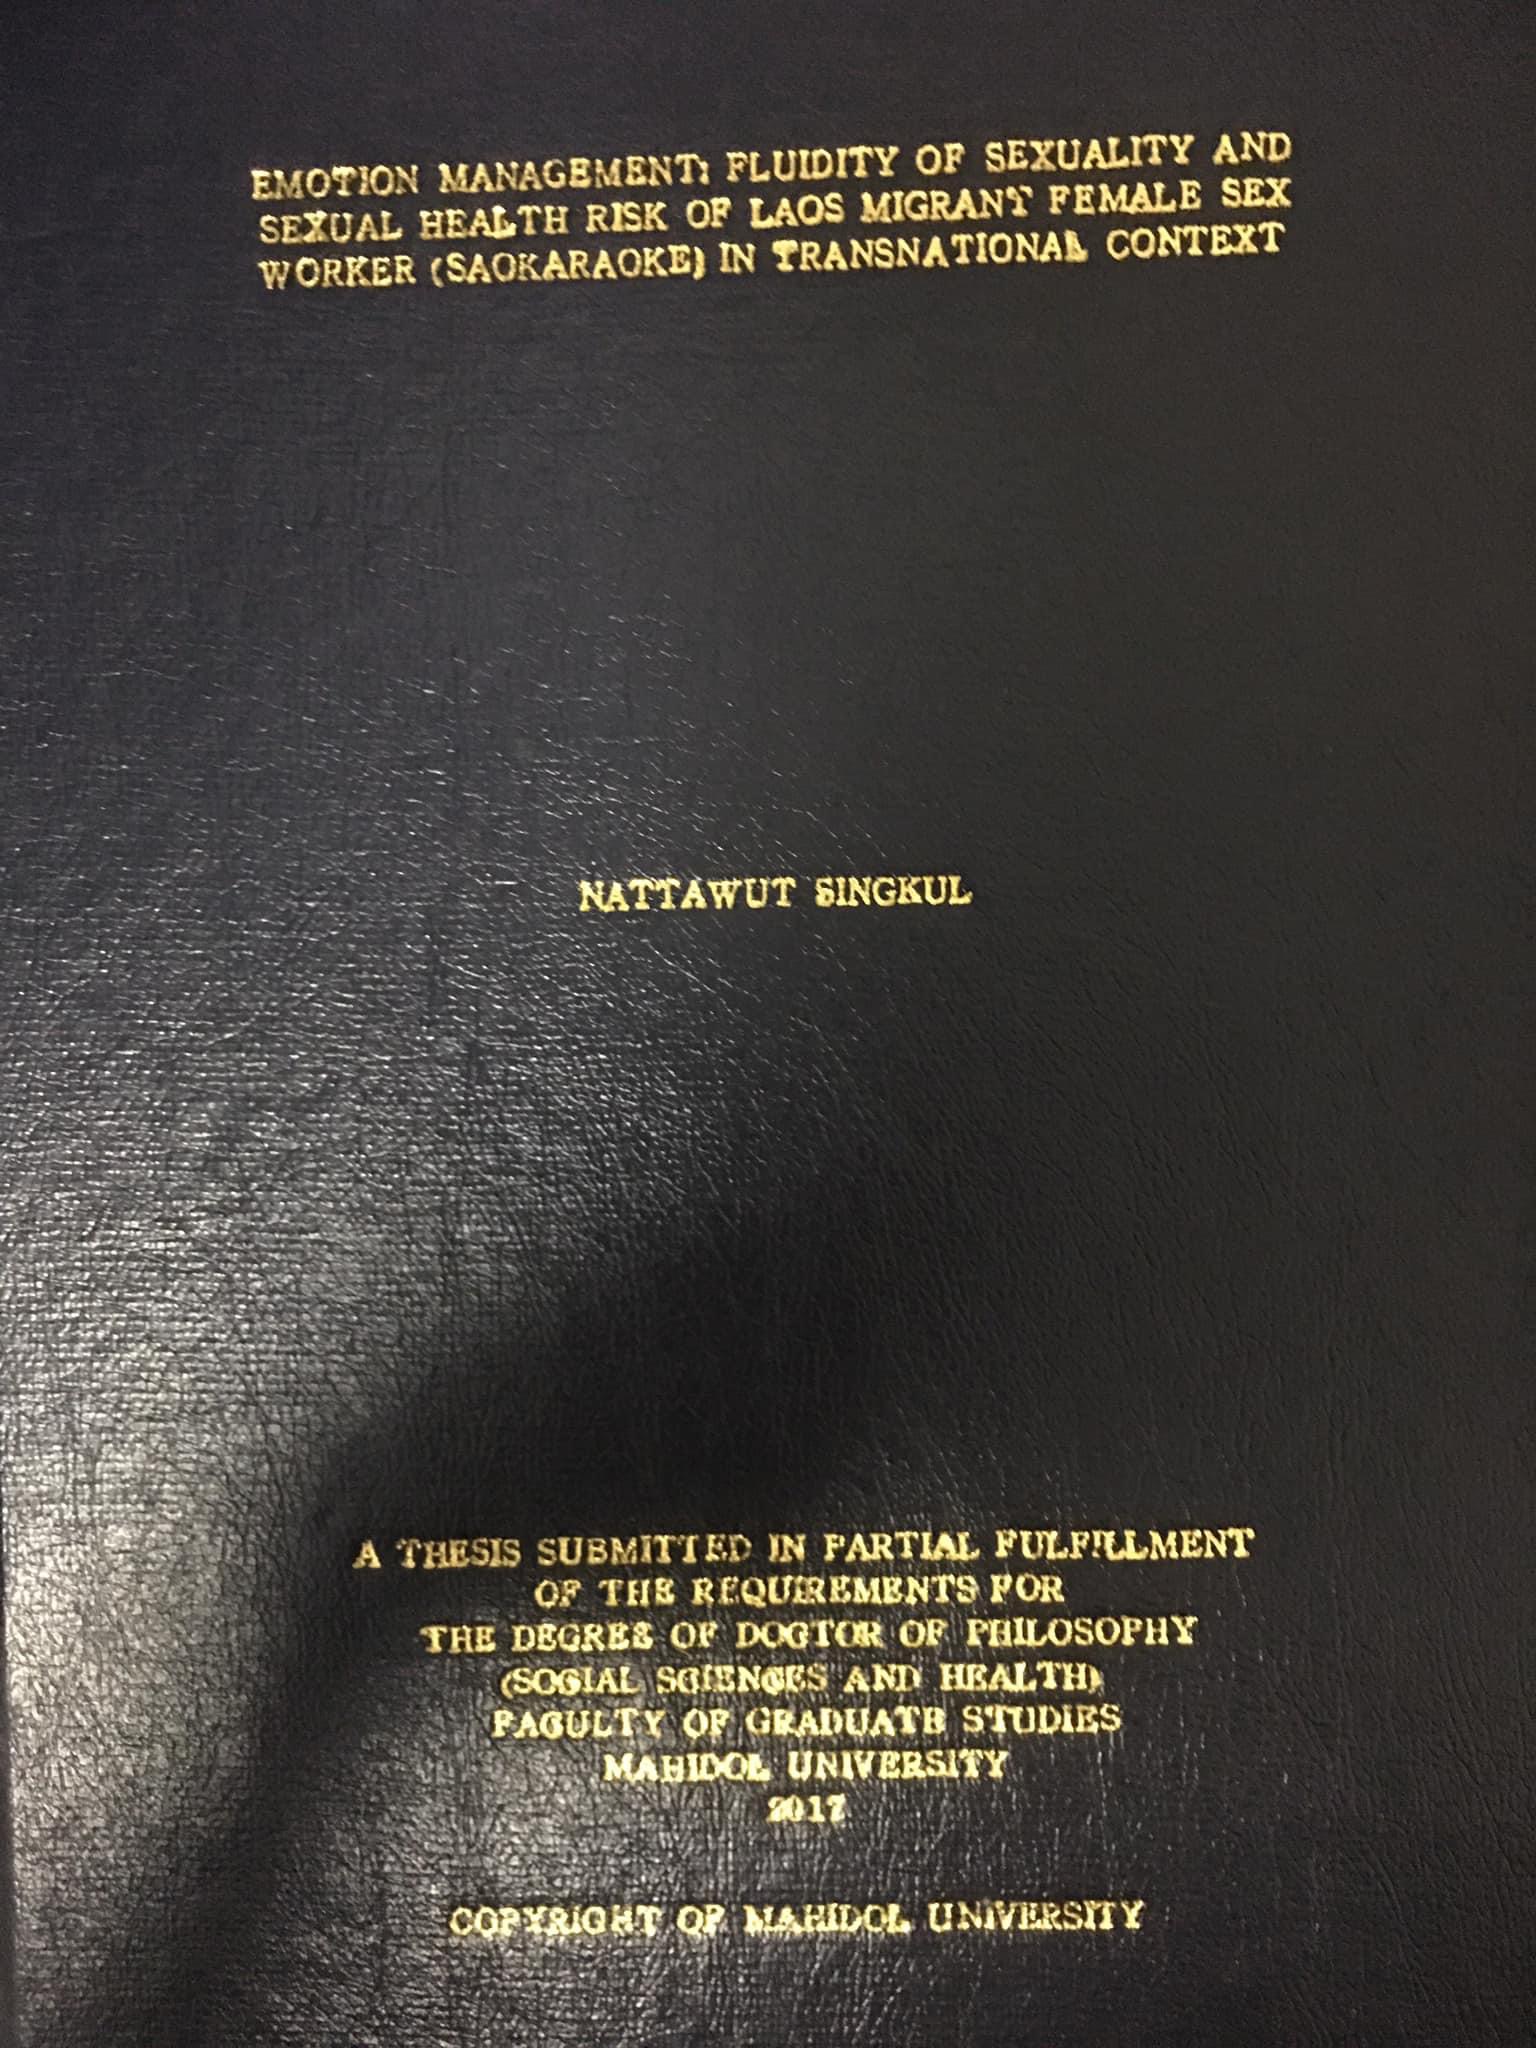 EMOTION MANAGEMENT: FLUIDITY OF SEXUALITY AND
SEXUAL HEALTH RISK OF LAOS MIGRANT FEMALE SEX
WORKER (SAOKARAOKE) IN TRANSNATIONAL CONTEXT
NATTAWUT SINGKUL
A THESIS SUBMITTED IN PARTIAL FULFILLMENT
OF THE REQUIREMENTS FOR
THE DEGREE OF DOCTOR OF PHILOSOPHY
(SOCIAL SCIENCES AND HEALTH)
FACULTY OF GRADUATE STUDIES
MAHIDOL UNIVERSITY
2017
COPYRIGHT OF MAHIDOL UNIVERSITY